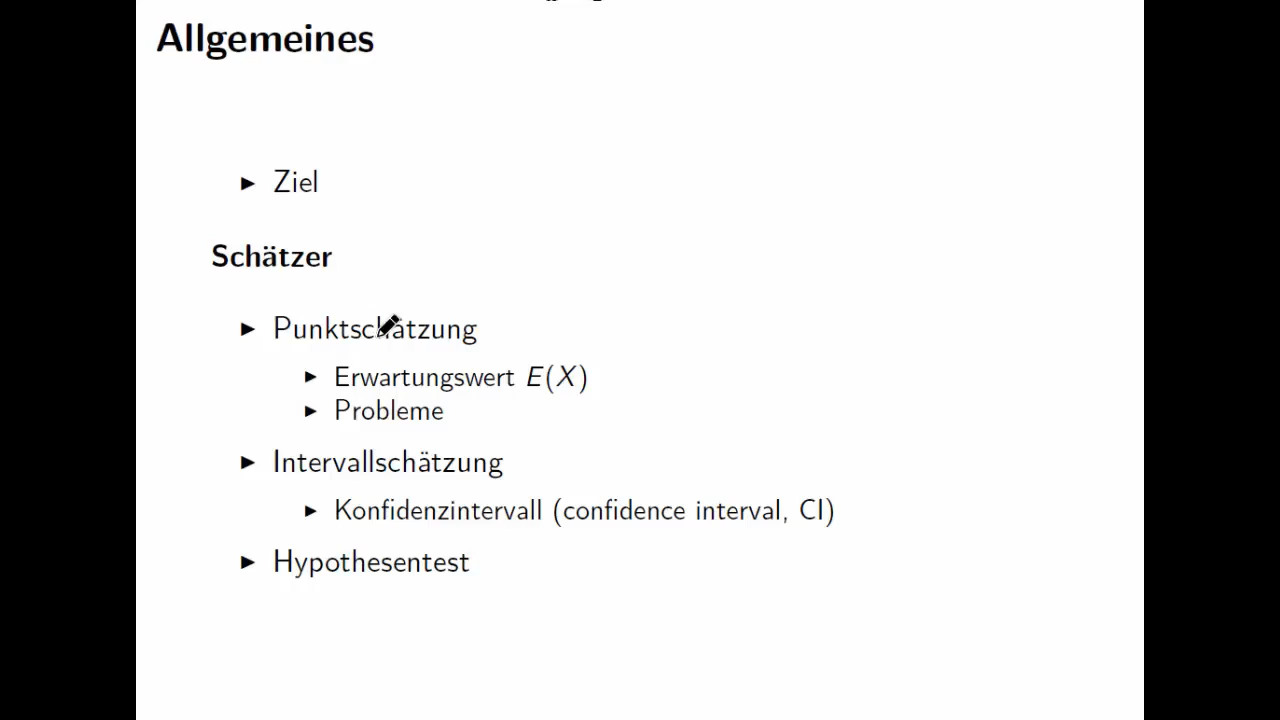 Allgemeines
Ziel
Schätzer
Punktschätzung
Erwartungswert E(X)
Probleme
Intervallschätzung
Konfidenzintervall (confidence interval, CI)
Hypothesentest